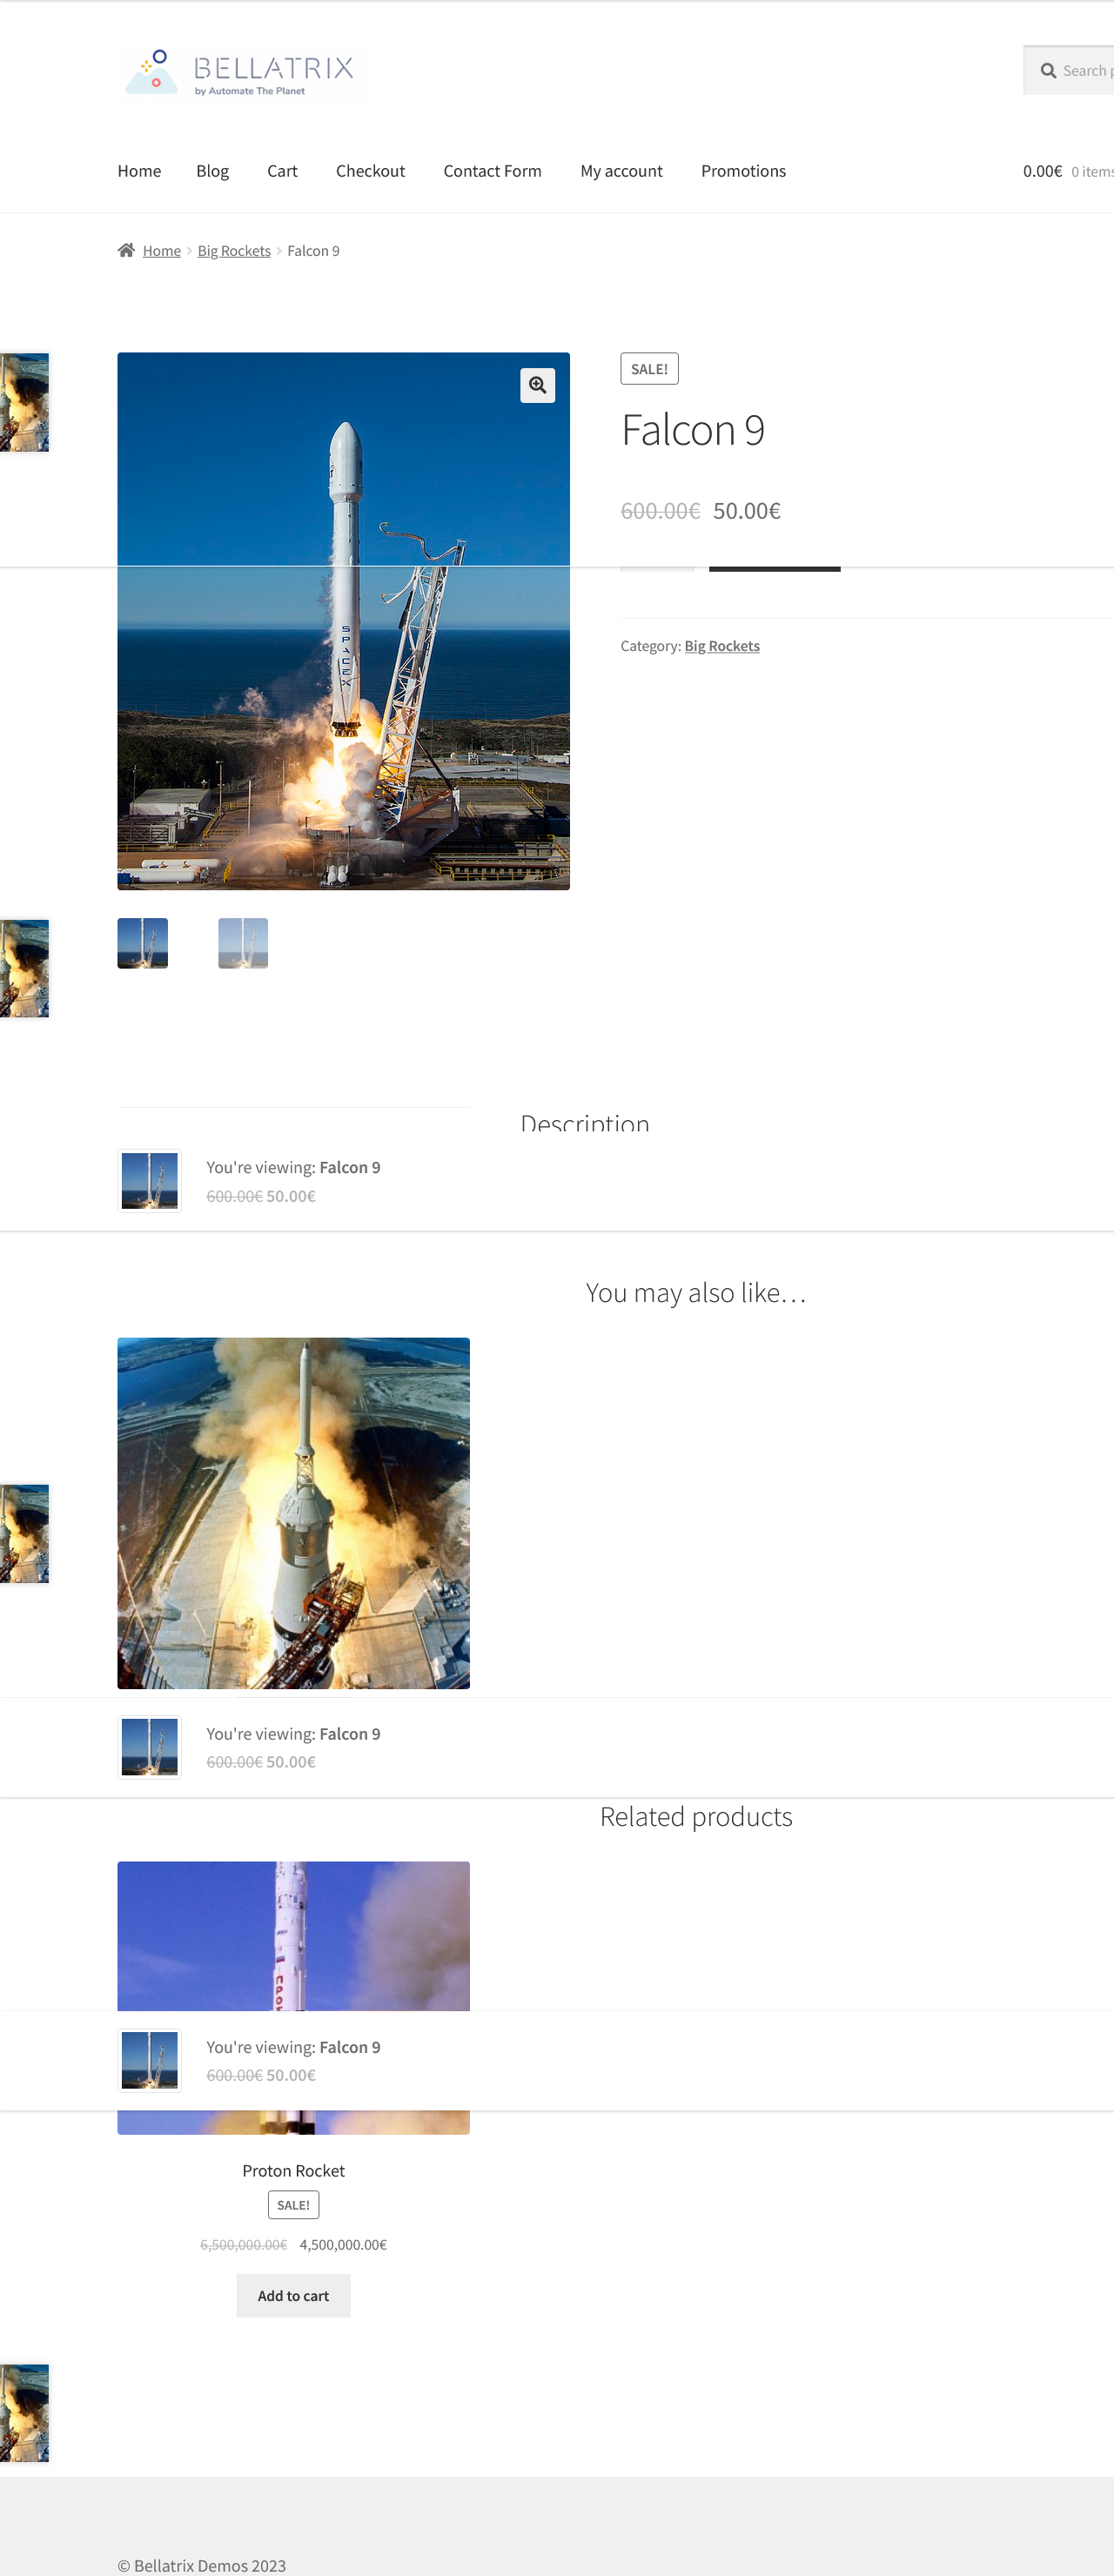 BELLATRIX
by Automate The Planet
Search
Home Blog Cart Checkout Contact Form My account Promotions
0.00€ 0 items
Home Big Rockets Falcon 9
SALE!
Falcon 9
600.00€ 50.00€
SPACEX
Category: Big Rockets
Description
You're viewing: Falcon 9
600.00€ 50.00€
You may also like…
You're viewing: Falcon 9
600.00€ 50.00€
Related products
You're viewing: Falcon 9
600.00€ 50.00€
Proton Rocket
SALE!
6,500,000.00€ 4,500,000.00€
Add to cart
© Bellatrix Demos 2023